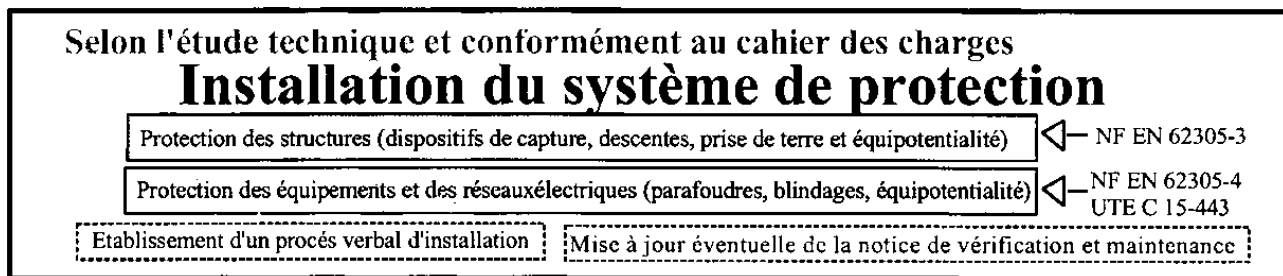 Selon l'étude technique et conformément au cahier des charges
Installation du système de protection
Protection des structures (dispositifs de capture, descentes, prise de terre et équipotentialité)
NF EN 62305-3
Protection des équipements et des réseauxélectriques (parafoudres, blindages, équipotentialité)
NF EN 62305-4
UTE C 15-443
Etablissement d'un procés verbal d'installation
Mise à jour éventuelle de la notice de vérification et maintenance